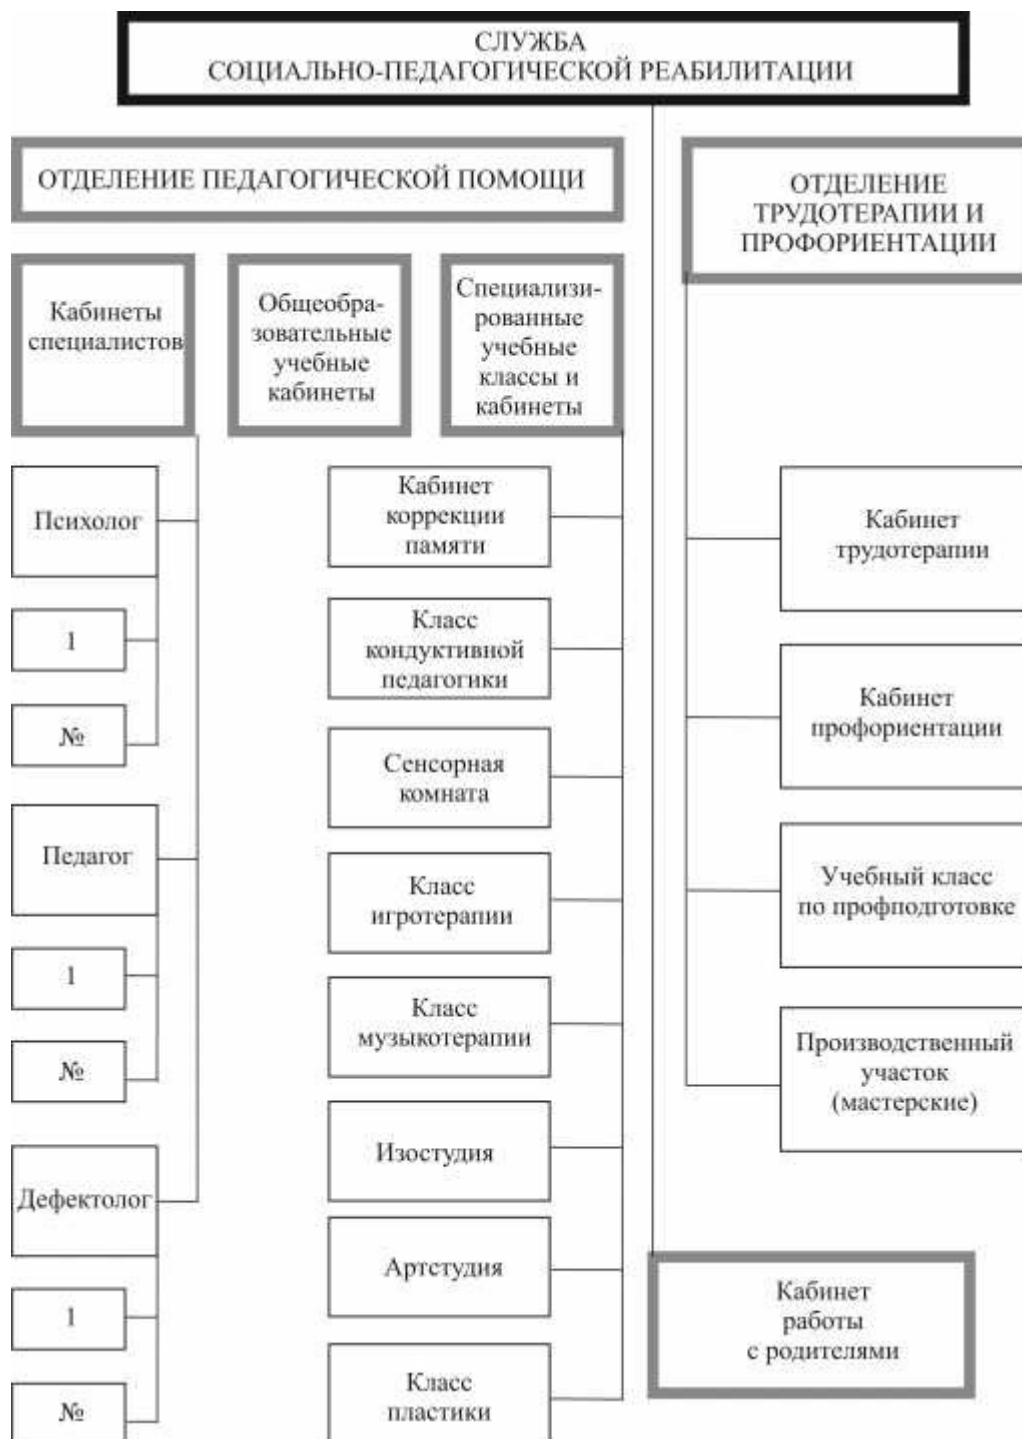 СЛУЖБА
СОЦИАЛЬНО-ПЕДАГОГИЧЕСКОЙ РЕАБИЛИТАЦИИ
ОТДЕЛЕНИЕ ПЕДАГОГИЧЕСКОЙ ПОМОЩИ
ОТДЕЛЕНИЕ
ТРУДОТЕРАПИИ И
ПРОФОРИЕНТАЦИИ
Кабинеты
специалистов
Общеобра-
зовательные
учебные
кабинеты
Специализи-
рованные
учебные
классы и
кабинеты
Психолог
1
№
Педагог
1
№
Дефектолог
1
№
Кабинет
коррекции
памяти
Класс
кондуктивной
педагогики
Сенсорная
комната
Класс
игротерапии
Класс
музыкотерапии
Изостудия
Артстудия
Класс
пластики
Кабинет
трудотерапии
Кабинет
профориентации
Учебный класс
по профподготовке
Производственный
участок
(мастерские)
Кабинет
работы
с родителями